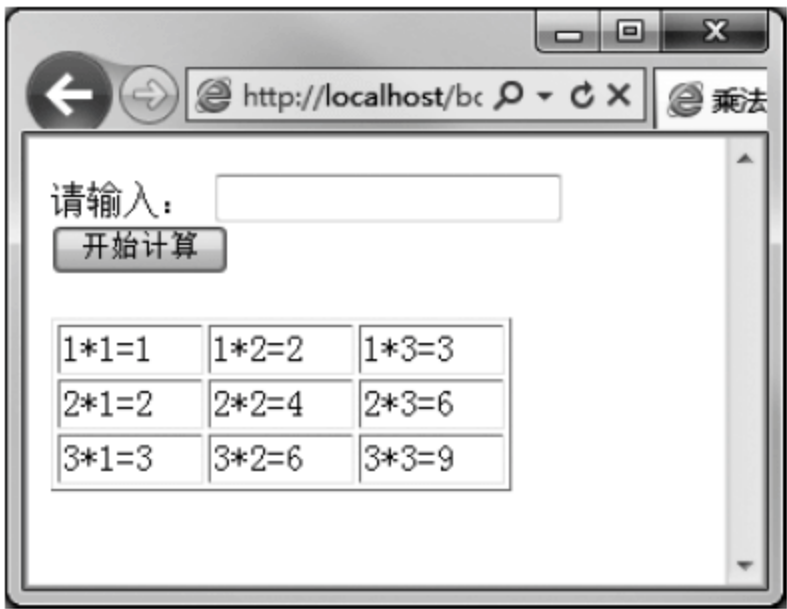 http://localhost/bc
乘法
请输入：
开始计算
1*1=1 1*2=2 1*3=3
2*1=2 2*2=4 2*3=6
3*1=3 3*2=6 3*3=9